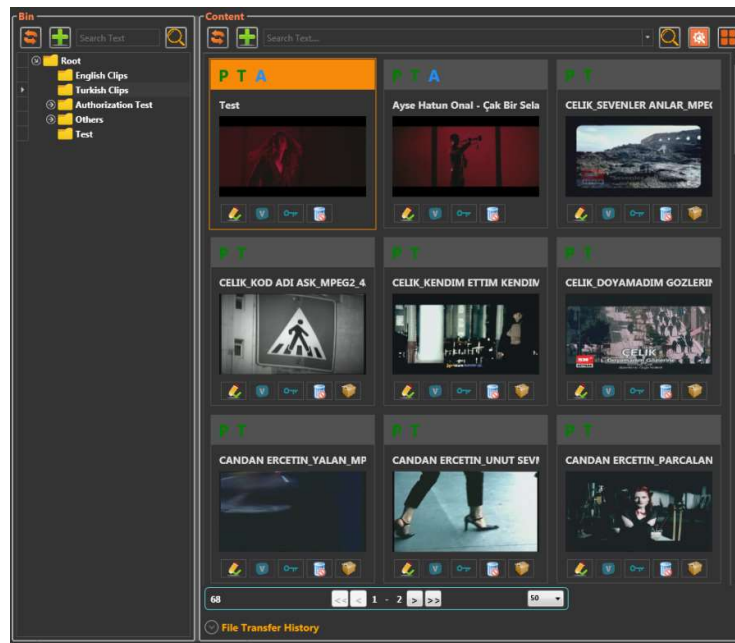 Bin
Search Text
Root
English Clips
Turkish Clips
Authorization Test
Others
Test
Content
Search Text...
P T A
Test
P T A
Ayse Hatun Onal - Çak Bir Sela
P T
CELIK_SEVENLER ANLAR_MPEG
P T
CELIK_KOD ADI ASK_MPEG2_4
P T
CELIK_KENDIM ETTIM KENDIM
P T
CELIK_DOYAMADIM GOZLERIN
CELIK
P T
CANDAN ERCETIN_YALAN_MP
P T
CANDAN ERCETIN_UNUT SEVM
P T
CANDAN ERCETIN_PARCALAN
68
<< < 1 - 2 > >>
50
File Transfer History